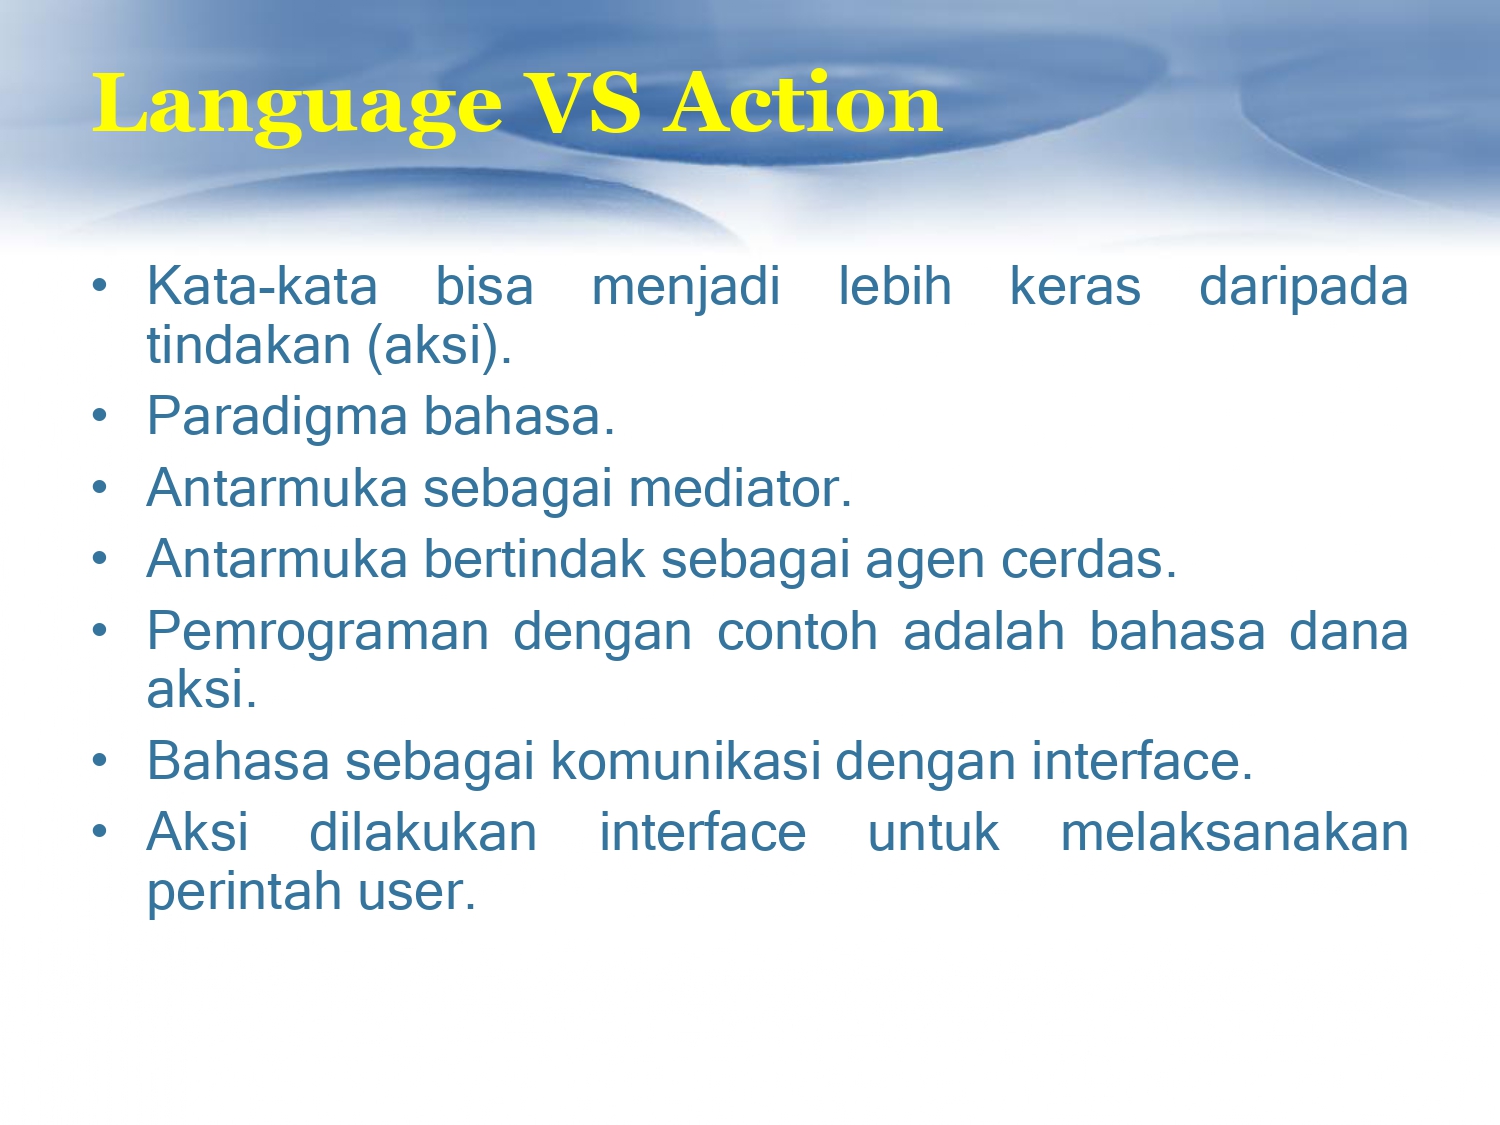 Language VS Action
• Kata-kata bisa menjadi lebih keras daripada
tindakan (aksi).
• Paradigma bahasa.
• Antarmuka sebagai mediator.
• Antarmuka bertindak sebagai agen cerdas.
• Pemrograman dengan contoh adalah bahasa dana
aksi.
• Bahasa sebagai komunikasi dengan interface.
• Aksi dilakukan interface untuk melaksanakan
perintah user.